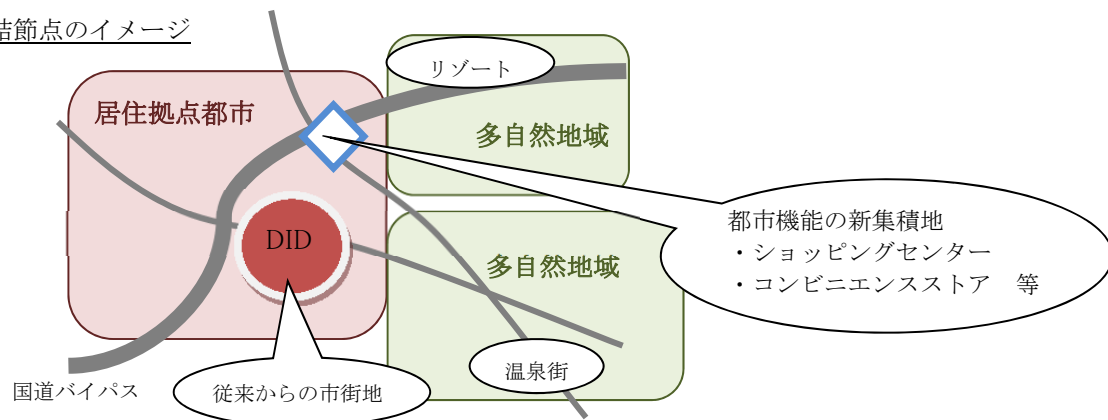 結節点のイメージ
リゾート
居住拠点都市
多自然地域
都市機能の新集積地
・ショッピングセンター
・コンビニエンスストア　等
DID
多自然地域
温泉街
国道バイパス
従来からの市街地